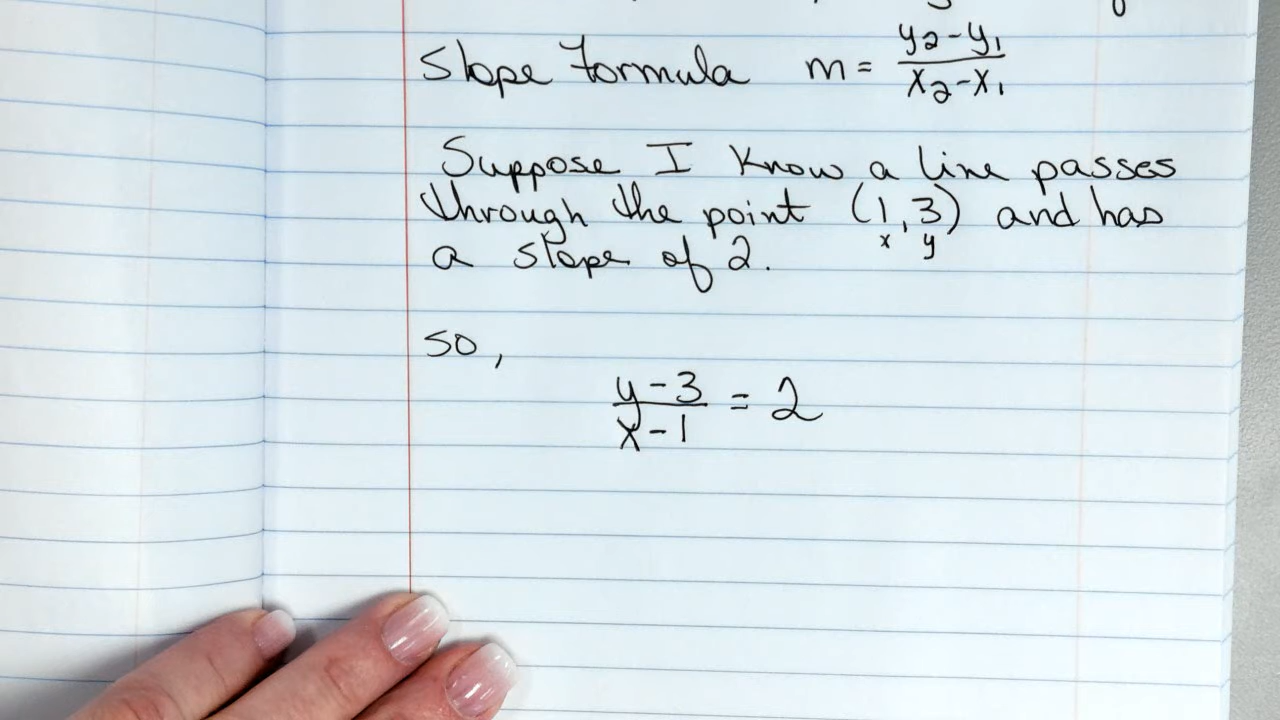 Slope Formula m = (y2 - y1)/(x2 - x1)
Suppose I know a line passes
through the point (1, 3) and has
x y
a slope of 2.
so,
(y - 3)/(x - 1) = 2